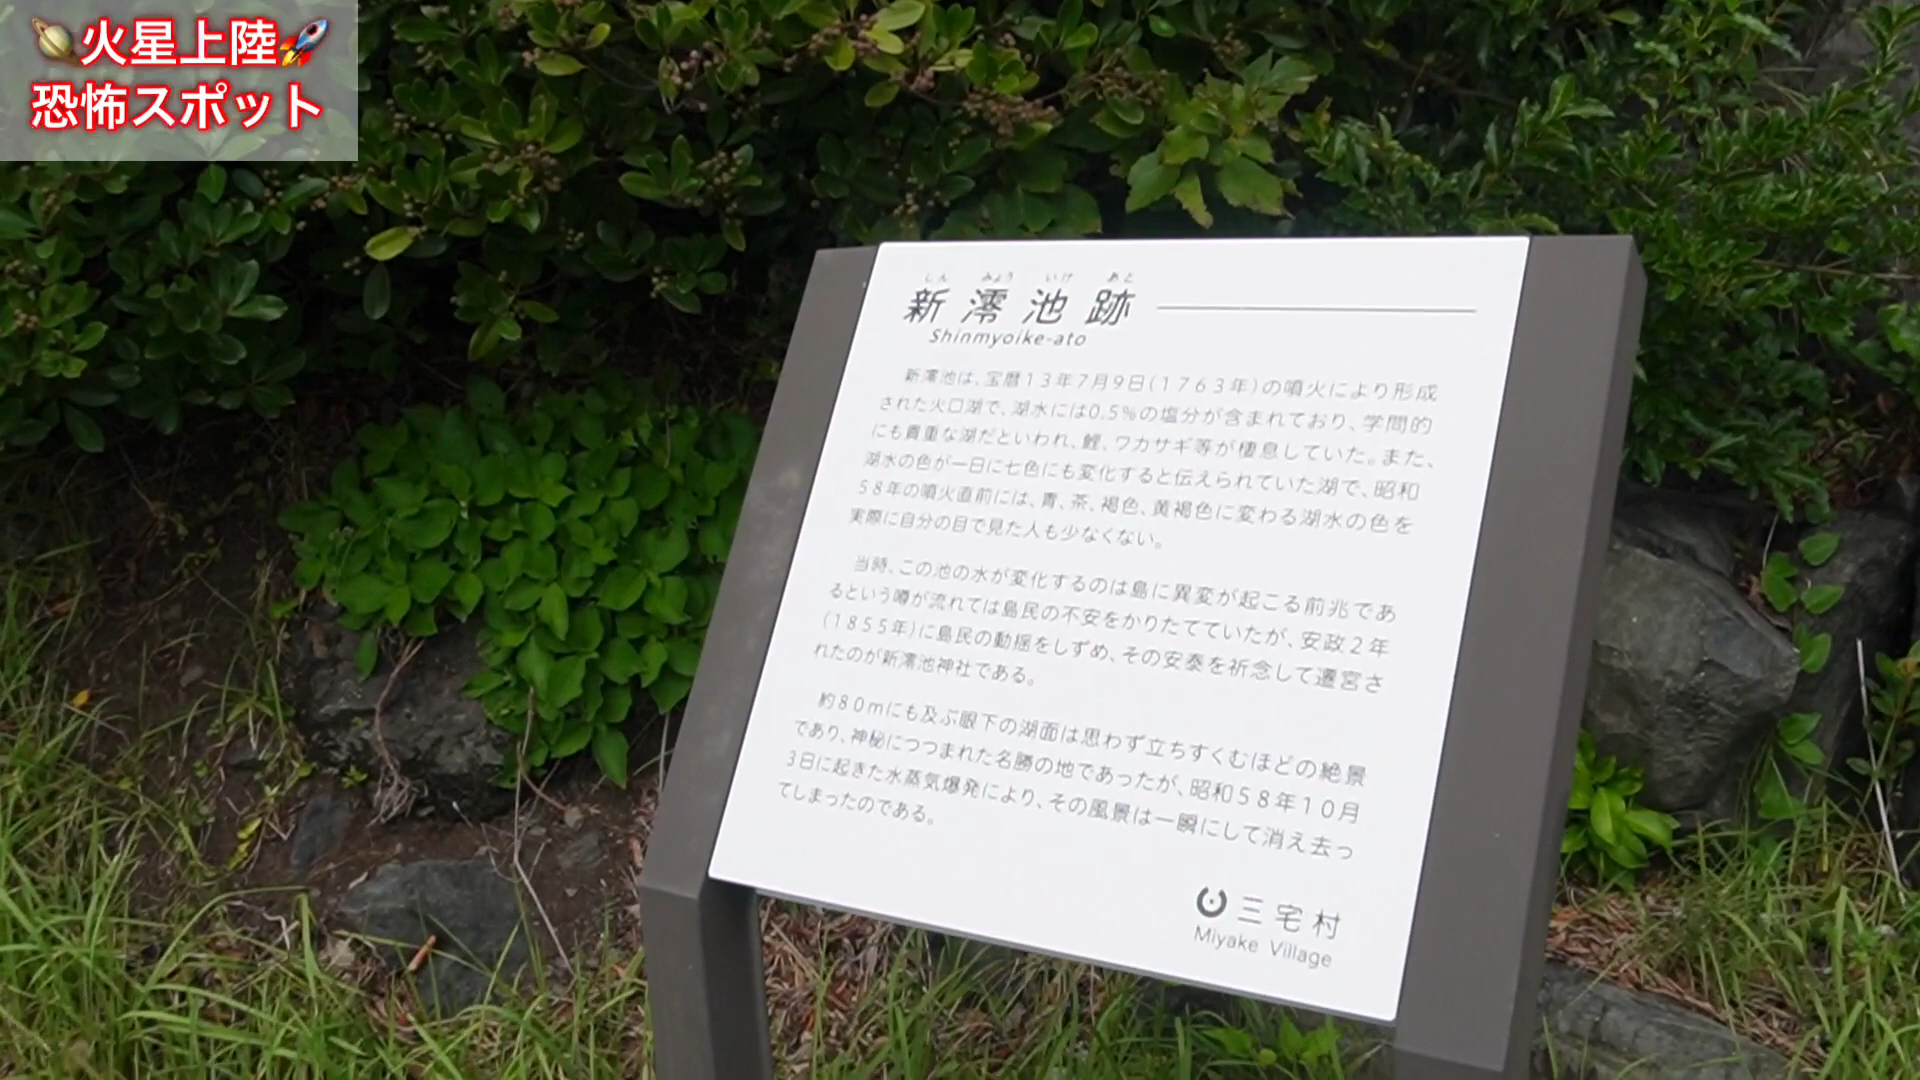 🪐火星上陸🚀
恐怖スポット
しん みょう いけ あと
新澪池跡
Shinmyoike-ato
新澪池は、宝暦13年7月9日(1763年)の噴火により形成
された火口湖で、湖水には0.5%の塩分が含まれており、学問的
にも貴重な湖だといわれ、鯉、ワカサギ等が棲息していた。また、
湖水の色が一日に七色にも変化すると伝えられていた湖で、昭和
58年の噴火直前には、青、茶、褐色、黄褐色に変わる湖水の色を
実際に自分の目で見た人も少なくない。
当時、この池の水が変化するのは島に異変が起こる前兆であ
るという噂が流れては島民の不安をかりたてていたが、安政2年
(1855年)に島民の動揺をしずめ、その安泰を祈念して遷宮さ
れたのが新澪池神社である。
約80mにも及ぶ眼下の湖面は思わず立ちすくむほどの絶景
であり、神秘につつまれた名勝の地であったが、昭和58年10月
3日に起きた水蒸気爆発により、その風景は一瞬にして消え去っ
てしまったのである。
三宅村
Miyake Village